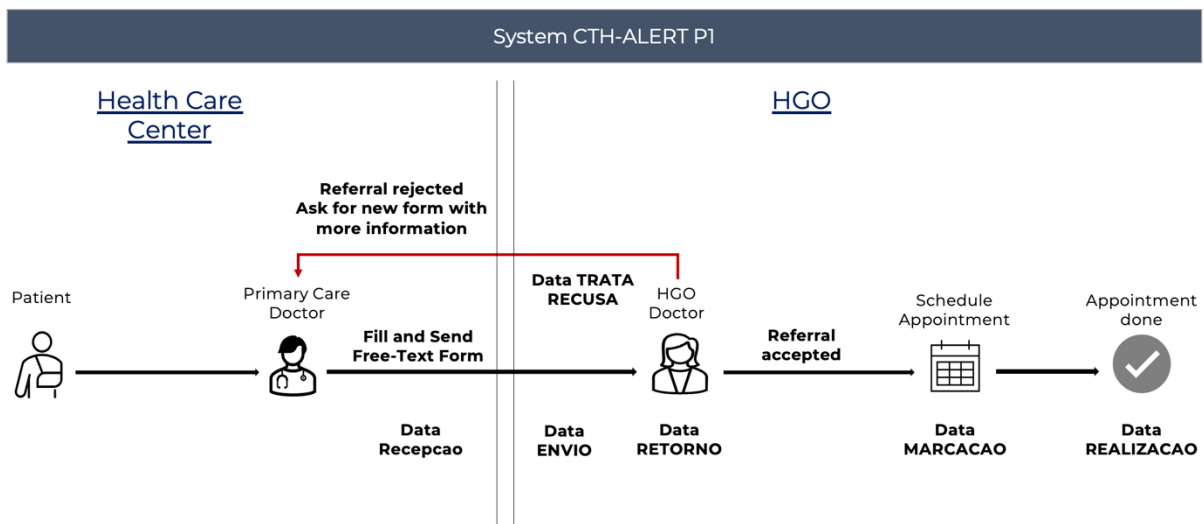 System CTH-ALERT P1
Health Care
Center
HGO
Referral rejected
Ask for new form with
more information
Patient
Primary Care
Doctor
Fill and Send
Free-Text Form
Data TRATA
RECUSA
HGO
Doctor
Referral
accepted
Schedule
Appointment
Appointment
done
Data
Recepcao
Data
ENVIO
Data
RETORNO
Data
MARCACAO
Data
REALIZACAO